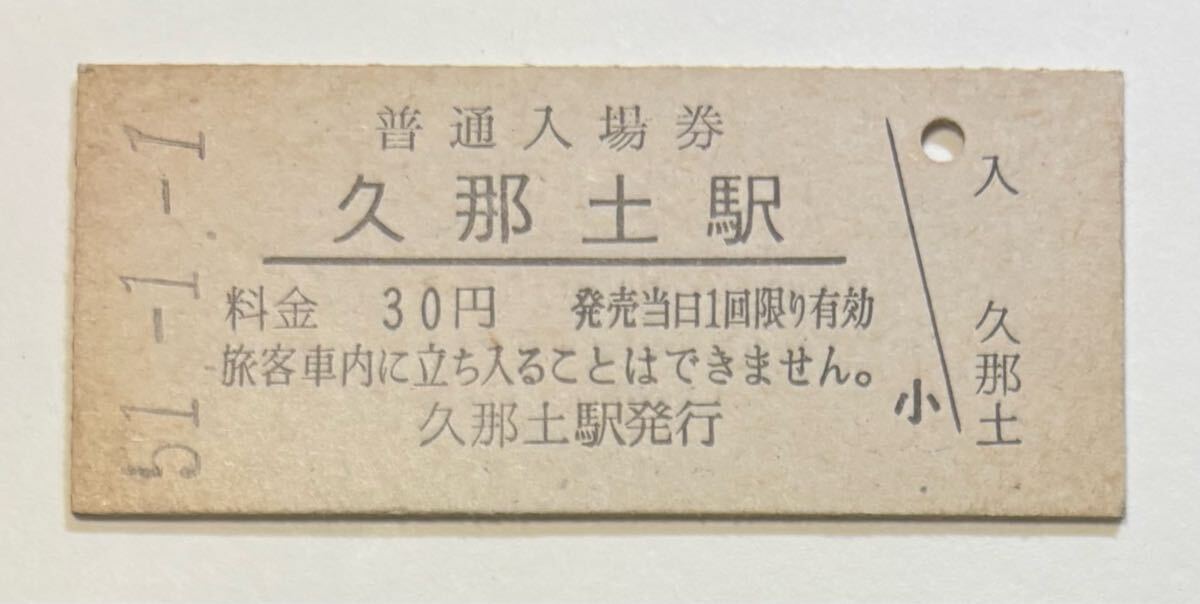 51.-1.-1
普通入場券
久那土駅
料金 30円 発売当日1回限り有効
旅客車内に立ち入ることはできません。
久那土駅発行
小
入
久那土